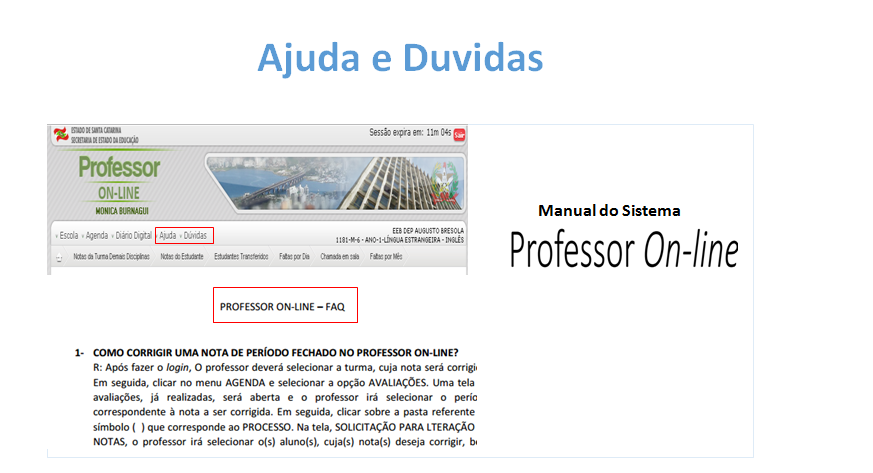 Ajuda e Duvidas
ESTADO DE SANTA CATARINA
SECRETARIA DE ESTADO DA EDUCAÇÃO
Sessão expira em: 11m 04s
Sair
Professor
ON-LINE
MONICA BURNAGUI
Escola Agenda Diário Digital Ajuda Dúvidas
EEB DEP AUGUSTO BRESOLA
1181-M-6 - ANO-1-LÍNGUA ESTRANGEIRA - INGLÊS
Notas da Turma Demais Disciplinas Notas do Estudante Estudantes Transferidos Faltas por Dia Chamada em sala Faltas por Mês
Manual do Sistema
Professor On-line
PROFESSOR ON-LINE – FAQ
1- COMO CORRIGIR UMA NOTA DE PERÍODO FECHADO NO PROFESSOR ON-LINE?
R: Após fazer o login, O professor deverá selecionar a turma, cuja nota será corrigi
Em seguida, clicar no menu AGENDA e selecionar a opção AVALIAÇÕES. Uma tela
avaliações, já realizadas, será aberta e o professor irá selecionar o perío
correspondente à nota a ser corrigida. Em seguida, clicar sobre a pasta referente
símbolo ( ) que corresponde ao PROCESSO. Na tela, SOLICITAÇÃO PARA LTERAÇÃO
NOTAS, o professor irá selecionar o(s) aluno(s), cuja(s) nota(s) deseja corrigir, be